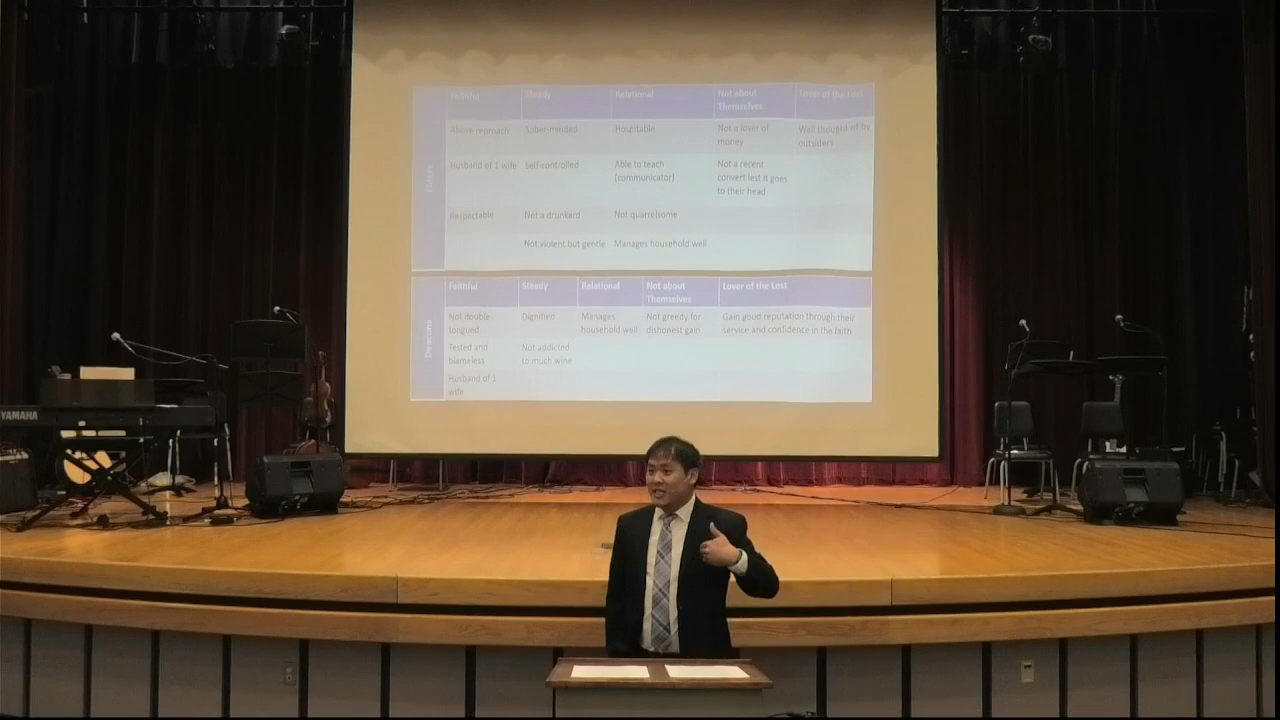 Faithful Steady Relational Not about Lover of the Lost
Themselves
Above reproach Sober-minded Hospitable Not a lover of Well thought of by
money outsiders
Husband of 1 wife Self-controlled Able to teach Not a recent
(communicator) convert lest it goes
to their head
Elders
Respectable Not a drunkard Not quarrelsome
Not violent but gentle Manages household well
Faithful Steady Relational Not about Lover of the Lost
Themselves
Not double- Dignified Manages Not greedy for Gain good reputation through their
tongued household well dishonest gain service and confidence in the faith
Deacons
Tested and Not addicted
blameless to much wine
Husband of 1
wife
YAMAHA